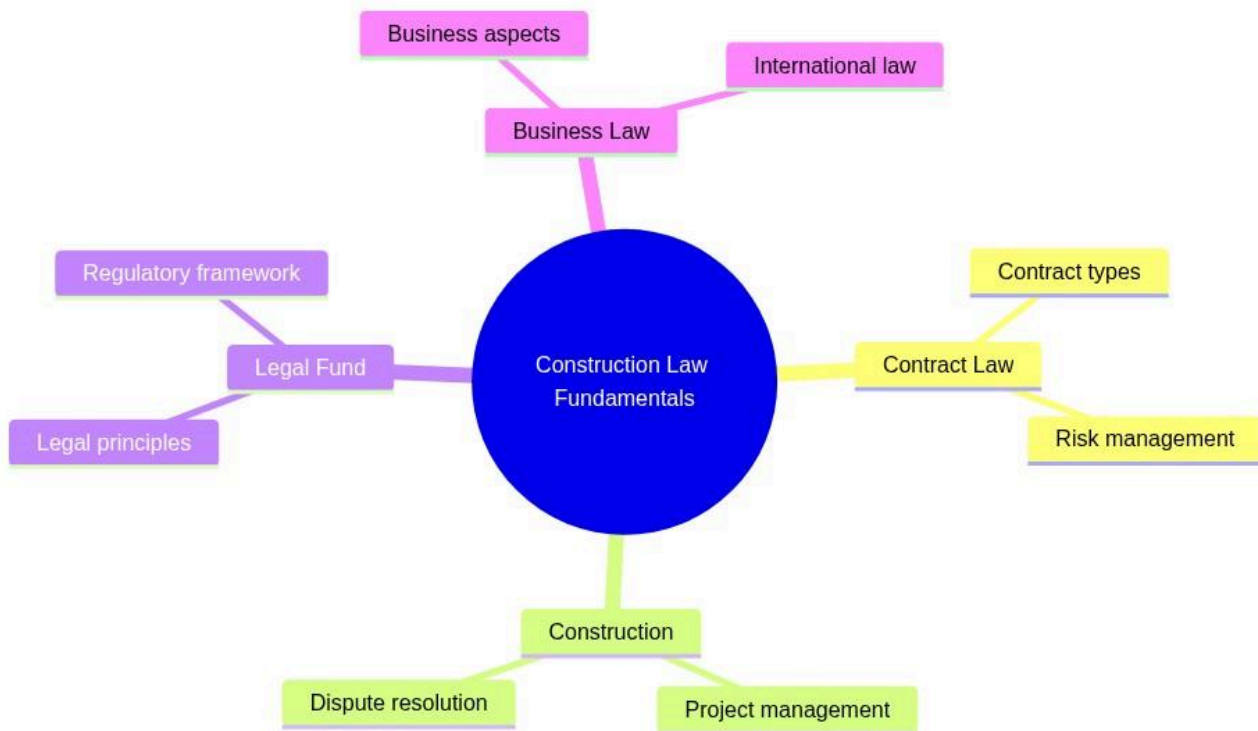 Business aspects
International law
Business Law
Regulatory framework
Legal Fund
Legal principles
Construction Law
Fundamentals
Contract types
Contract Law
Risk management
Construction
Dispute resolution
Project management